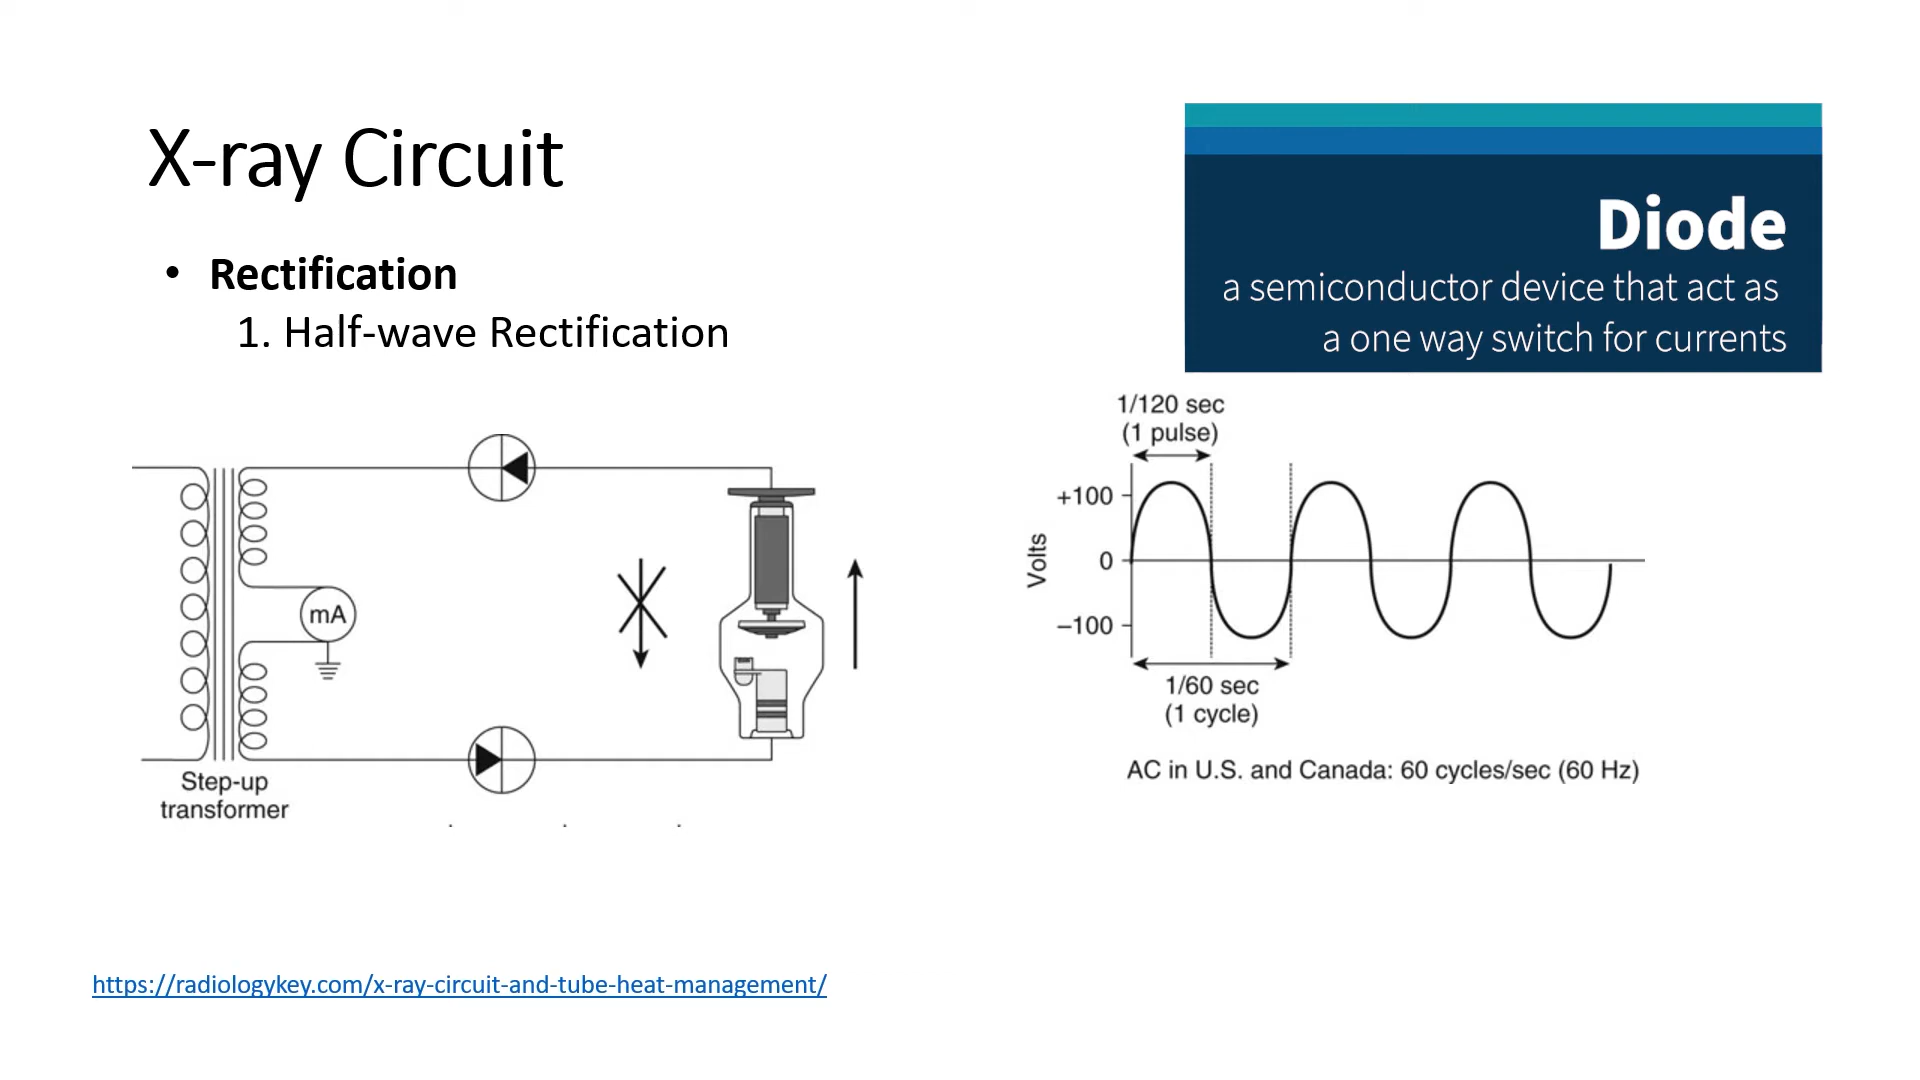 X-ray Circuit
• Rectification
1. Half-wave Rectification
Diode
a semiconductor device that act as
a one way switch for currents
mA
Step-up
transformer
1/120 sec
(1 pulse)
+100
0
−100
Volts
1/60 sec
(1 cycle)
AC in U.S. and Canada: 60 cycles/sec (60 Hz)
https://radiologykey.com/x-ray-circuit-and-tube-heat-management/